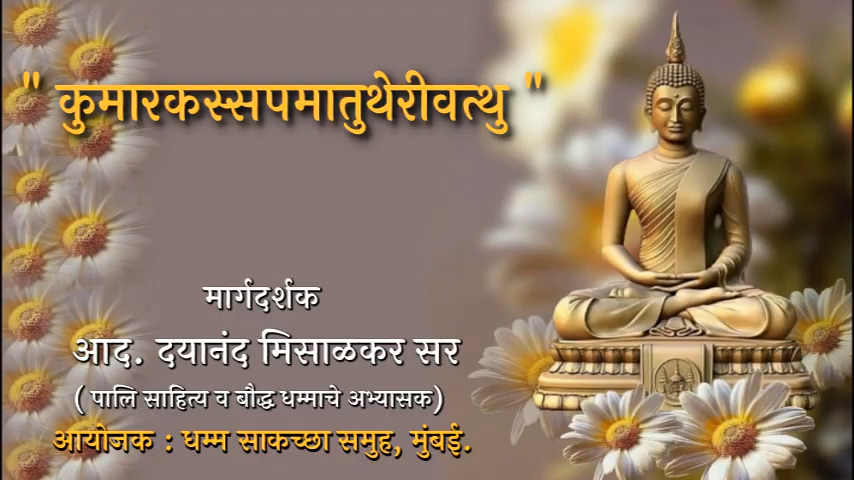 " कुमारकस्सपमातुथेरीवत्थु "
मार्गदर्शक
आद. दयानंद मिसाळकर सर
( पालि साहित्य व बौद्ध धम्माचे अभ्यासक)
आयोजक : धम्म साकच्छा समुह, मुंबई.